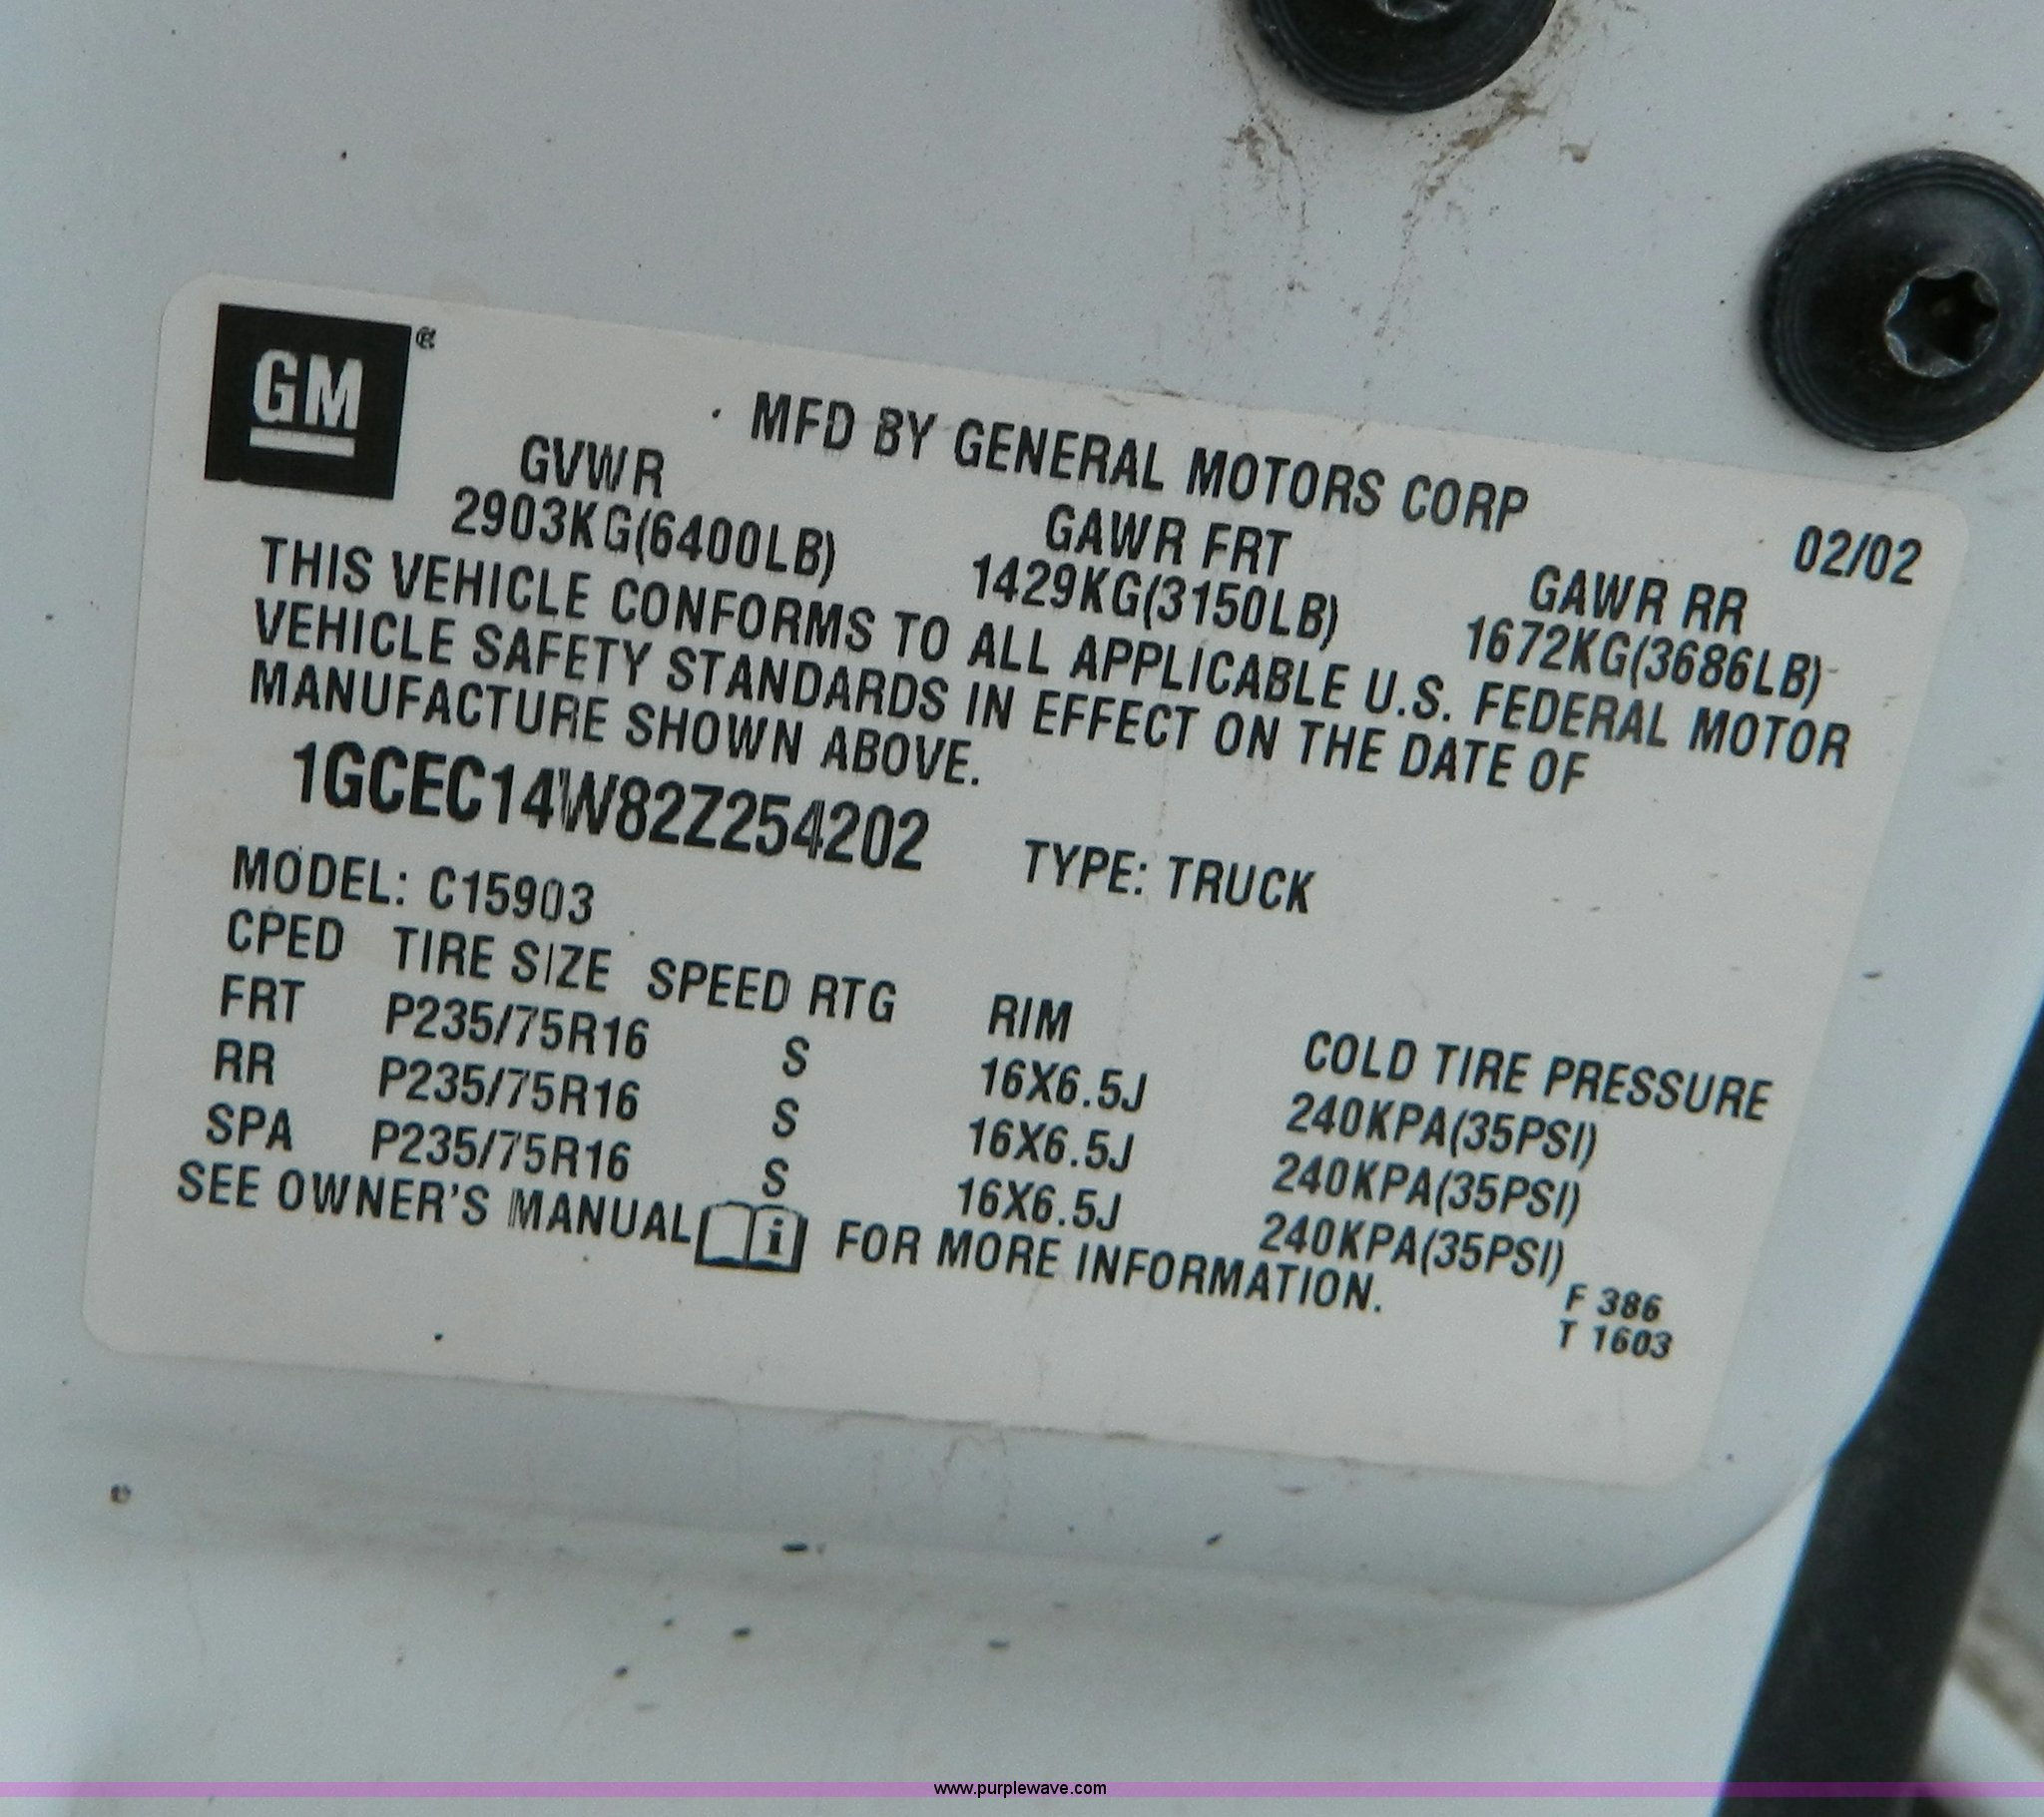 GM®
MFD BY GENERAL MOTORS CORP 02/02
GVWR GAWR FRT GAWR RR
2903KG(6400LB) 1429KG(3150LB) 1672KG(3686LB)
THIS VEHICLE CONFORMS TO ALL APPLICABLE U.S. FEDERAL MOTOR
VEHICLE SAFETY STANDARDS IN EFFECT ON THE DATE OF
MANUFACTURE SHOWN ABOVE.
1GCEC14W82Z254202 TYPE: TRUCK
MODEL: C15903
CPED TIRE SIZE SPEED RTG RIM COLD TIRE PRESSURE
FRT P235/75R16 S 16X6.5J 240KPA(35PSI)
RR P235/75R16 S 16X6.5J 240KPA(35PSI)
SPA P235/75R16 S 16X6.5J 240KPA(35PSI)
SEE OWNER'S MANUAL i FOR MORE INFORMATION.
F 386
T 1603
www.purplewave.com